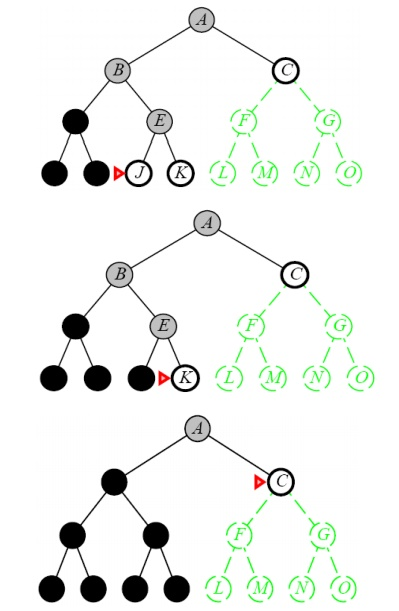 A
B C
E F G
J K L M N O
A
B C
E F G
K L M N O
A
C
F G
L M N O